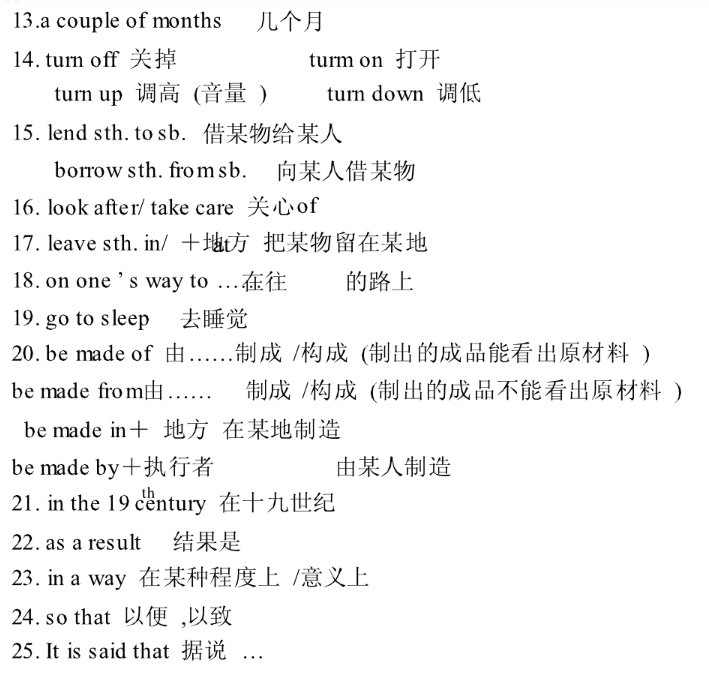 13.a couple of months 几个月
14. turn off 关掉 turn on 打开
turn up 调高 (音量 ) turn down 调低
15. lend sth. to sb. 借某物给某人
borrow sth. from sb. 向某人借某物
16. look after/ take care 关心of
17. leave sth. in/ at＋地方 把某物留在某地
18. on one ’ s way to …在往 的路上
19. go to sleep 去睡觉
20. be made of 由……制成 /构成 (制出的成品能看出原材料 )
be made from由…… 制成 /构成 (制出的成品不能看出原材料 )
be made in＋ 地方 在某地制造
be made by＋执行者 由某人制造
21. in the 19th century 在十九世纪
22. as a result 结果是
23. in a way 在某种程度上 /意义上
24. so that 以便 ,以致
25. It is said that 据说 …